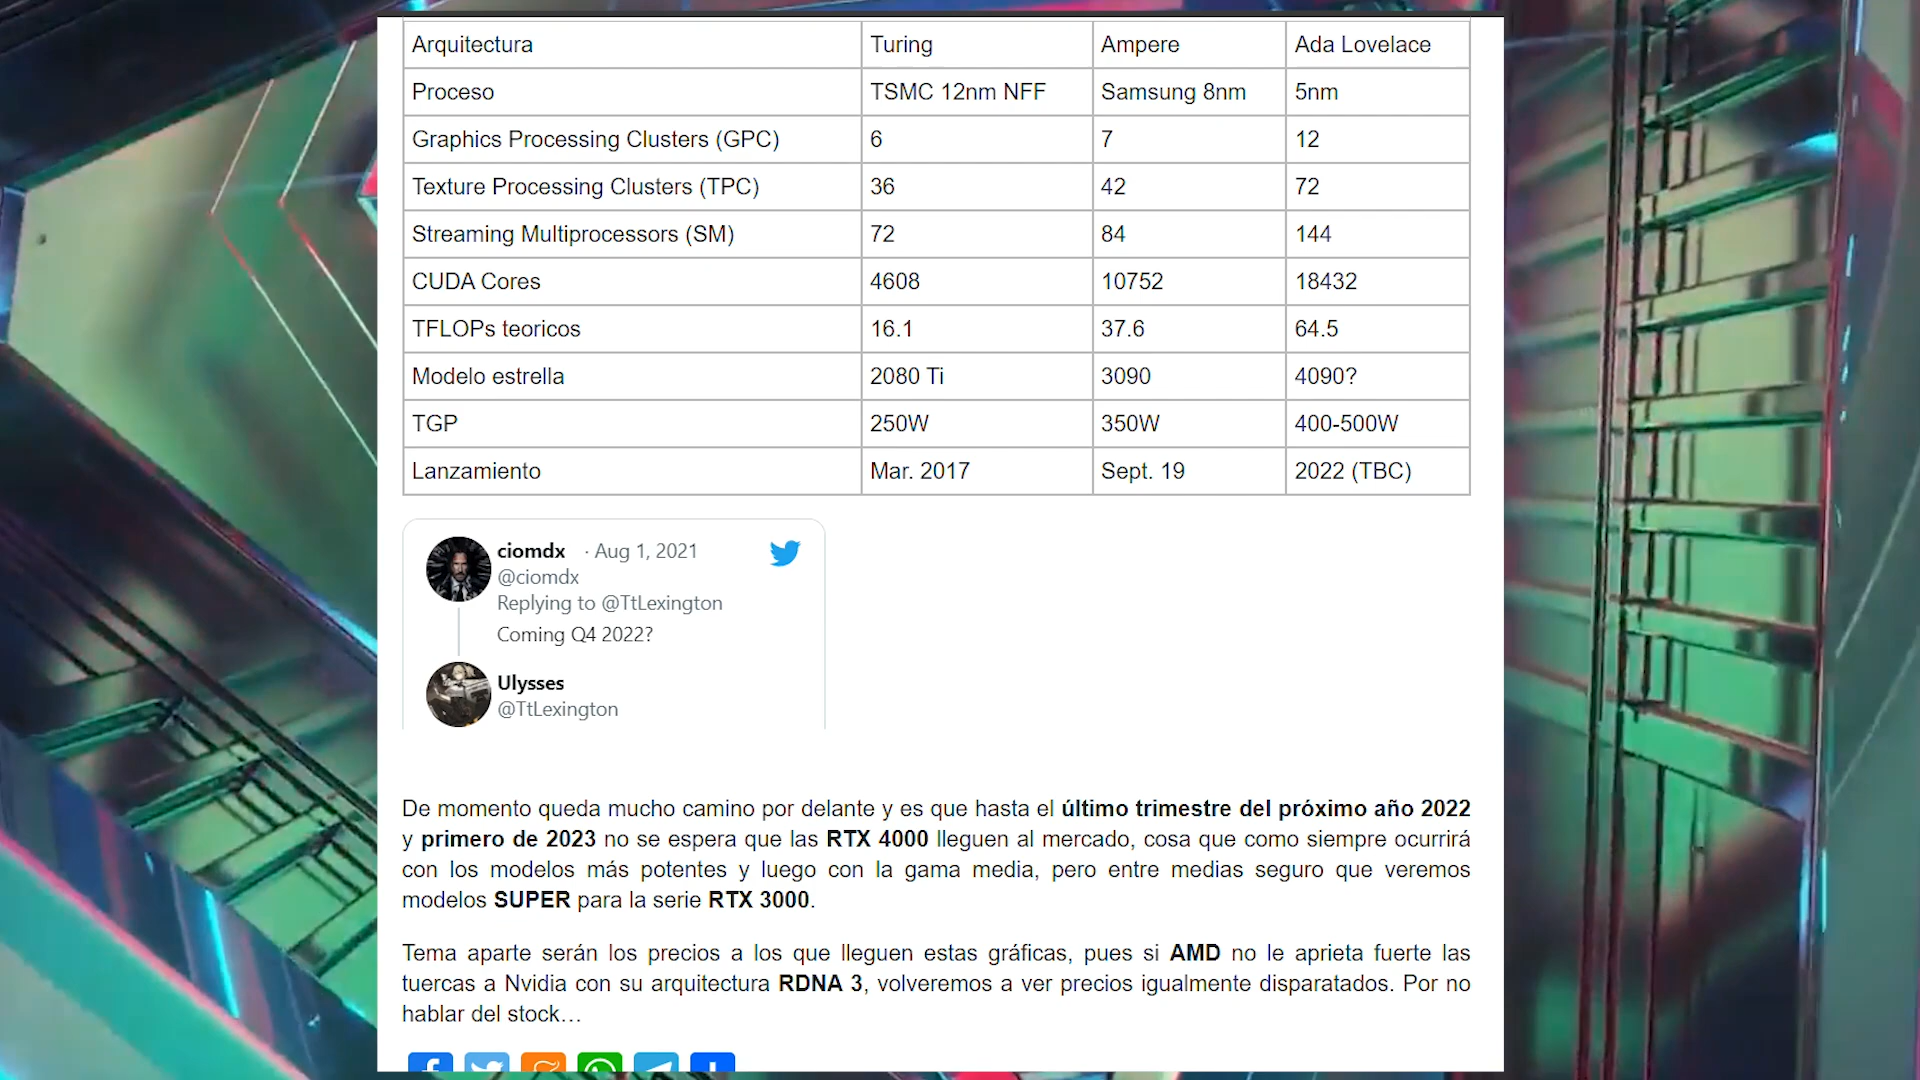 Arquitectura Turing Ampere Ada Lovelace
Proceso TSMC 12nm NFF Samsung 8nm 5nm
Graphics Processing Clusters (GPC) 6 7 12
Texture Processing Clusters (TPC) 36 42 72
Streaming Multiprocessors (SM) 72 84 144
CUDA Cores 4608 10752 18432
TFLOPs teoricos 16.1 37.6 64.5
Modelo estrella 2080 Ti 3090 4090?
TGP 250W 350W 400-500W
Lanzamiento Mar. 2017 Sept. 19 2022 (TBC)
ciomdx · Aug 1, 2021
@ciomdx
Replying to @TtLexington
Coming Q4 2022?
Ulysses
@TtLexington
De momento queda mucho camino por delante y es que hasta el último trimestre del próximo año 2022
y primero de 2023 no se espera que las RTX 4000 lleguen al mercado, cosa que como siempre ocurrirá
con los modelos más potentes y luego con la gama media, pero entre medias seguro que veremos
modelos SUPER para la serie RTX 3000.
Tema aparte serán los precios a los que lleguen estas gráficas, pues si AMD no le aprieta fuerte las
tuercas a Nvidia con su arquitectura RDNA 3, volveremos a ver precios igualmente disparatados. Por no
hablar del stock…